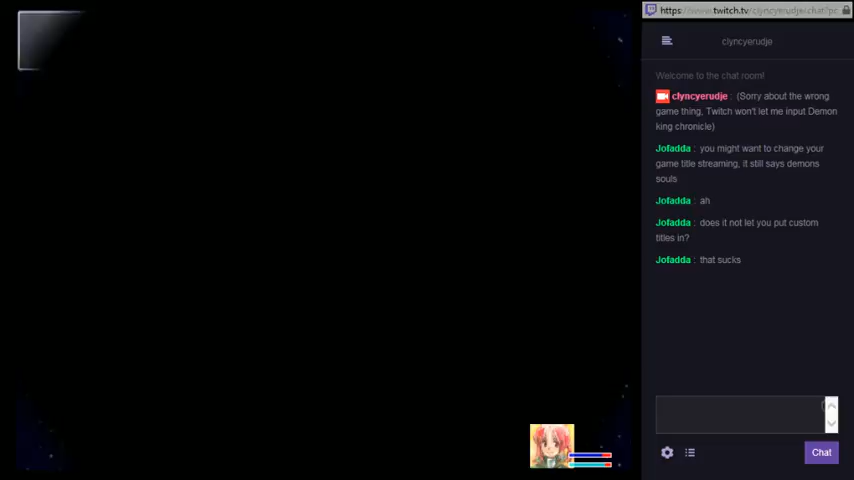 https://www.twitch.tv/clyncyerudje/chat?pc
clyncyerudje
Welcome to the chat room!
clyncyerudje : (Sorry about the wrong
game thing, Twitch won't let me input Demon
king chronicle)
Jofadda : you might want to change your
game title streaming, it still says demons
souls
Jofadda : ah
Jofadda : does it not let you put custom
titles in?
Jofadda : that sucks
Chat